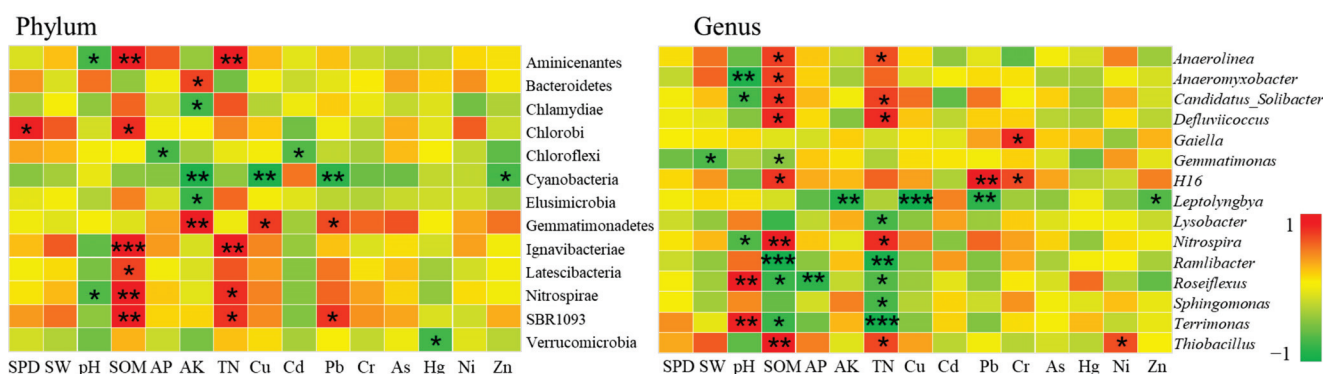 Phylum
Aminicenantes
Bacteroidetes
Chlamydiae
Chlorobi
Chloroflexi
Cyanobacteria
Elusimicrobia
Gemmatimonadetes
Ignavibacteriae
Latescibacteria
Nitrospirae
SBR1093
Verrucomicrobia
SPD SW pH SOM AP AK TN Cu Cd Pb Cr As Hg Ni Zn
Genus
Anaerolinea
Anaeromyxobacter
Candidatus_Solibacter
Defluviicoccus
Gaiella
Gemmatimonas
H16
Leptolyngbya
Lysobacter
Nitrospira
Ramlibacter
Roseiflexus
Sphingomonas
Terrimonas
Thiobacillus
SPD SW pH SOM AP AK TN Cu Cd Pb Cr As Hg Ni Zn
1
−1